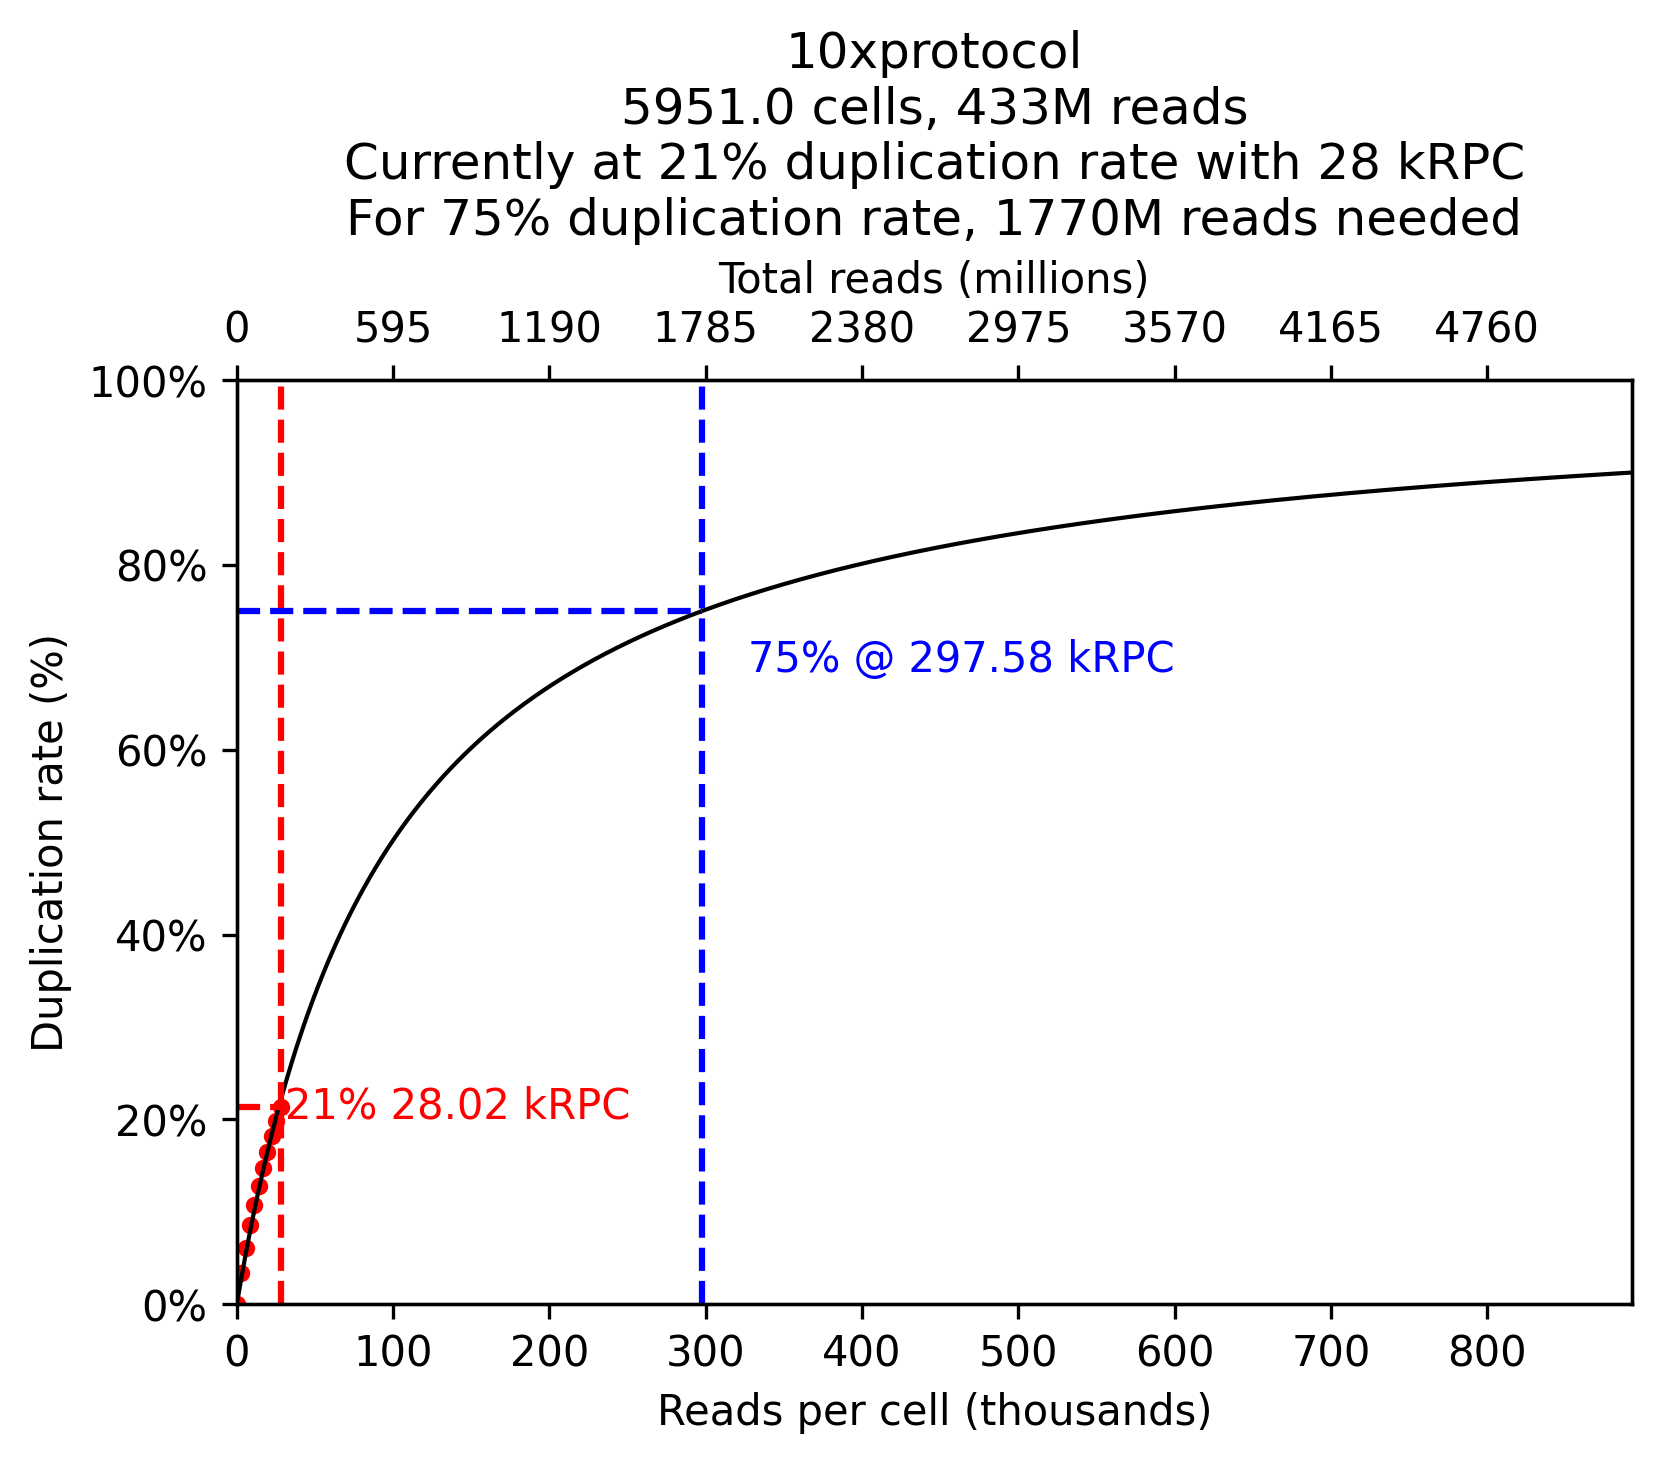 10xprotocol
5951.0 cells, 433M reads
Currently at 21% duplication rate with 28 kRPC
For 75% duplication rate, 1770M reads needed
Total reads (millions)
0 595 1190 1785 2380 2975 3570 4165 4760
100%
80%
75% @ 297.58 kRPC
60%
40%
21% 28.02 kRPC
20%
0%
Duplication rate (%)
0 100 200 300 400 500 600 700 800
Reads per cell (thousands)